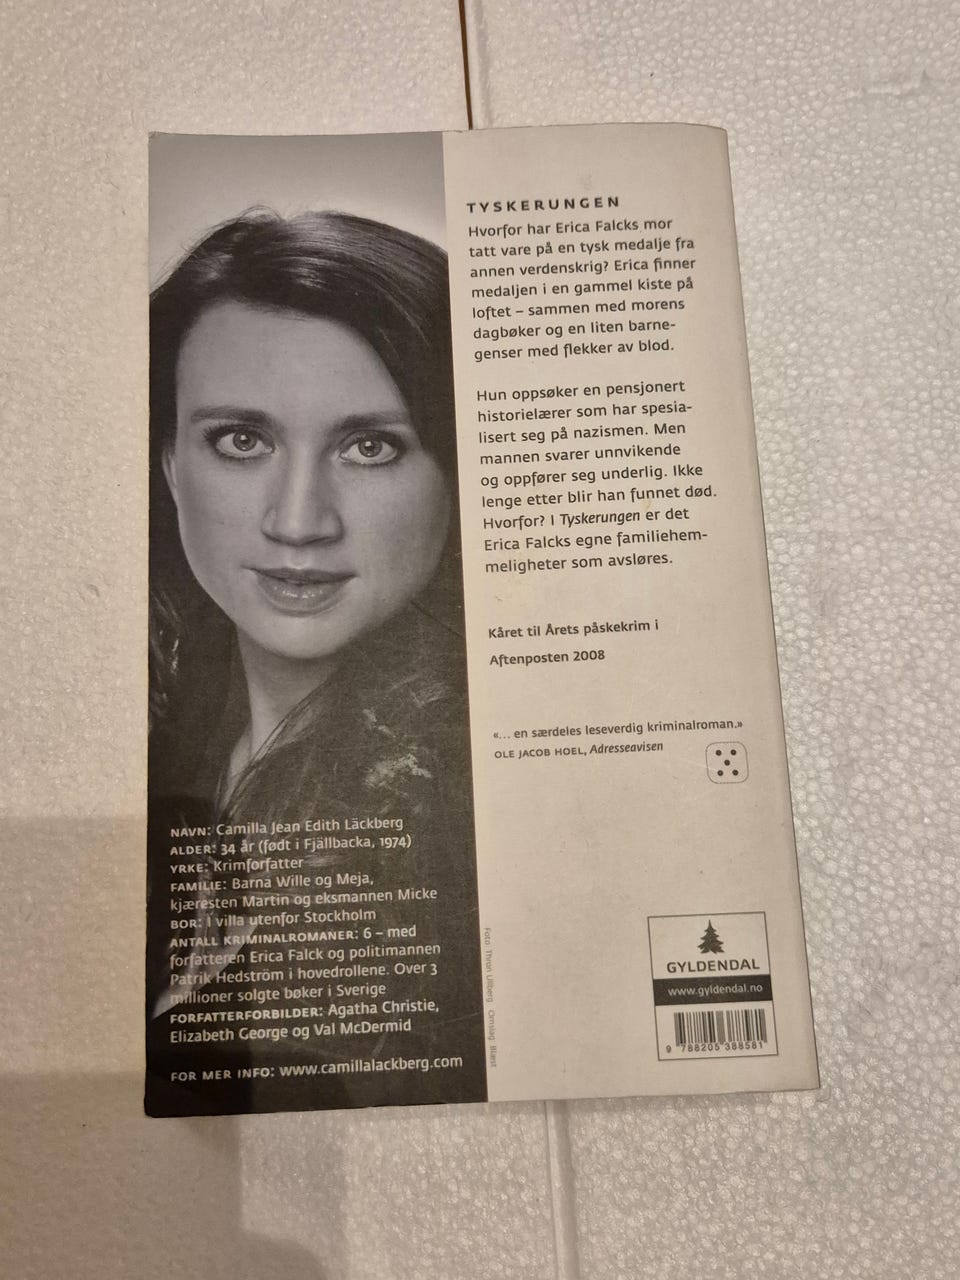 TYSKERUNGEN
Hvorfor har Erica Falcks mor
tatt vare på en tysk medalje fra
annen verdenskrig? Erica finner
medaljen i en gammel kiste på
loftet – sammen med morens
dagbøker og en liten barne-
genser med flekker av blod.
Hun oppsøker en pensjonert
historielærer som har spesia-
lisert seg på nazismen. Men
mannen svarer unnvikende
og oppfører seg underlig. Ikke
lenge etter blir han funnet død.
Hvorfor? I Tyskerungen er det
Erica Falcks egne familiehem-
meligheter som avsløres.
Kåret til Årets påskekrim i
Aftenposten 2008
«... en særdeles leseverdig kriminalroman.»
OLE JACOB HOEL, Adresseavisen
NAVN: Camilla Jean Edith Läckberg
ALDER: 34 år (født i Fjällbacka, 1974)
YRKE: Krimforfatter
FAMILIE: Barna Wille og Meja,
kjæresten Martin og eksmannen Micke
BOR: I villa utenfor Stockholm
ANTALL KRIMINALROMANER: 6 – med
forfatteren Erica Falck og politimannen
Patrik Hedström i hovedrollene. Over 3
millioner solgte bøker i Sverige
FORFATTERFORBILDER: Agatha Christie,
Elizabeth George og Val McDermid
FOR MER INFO: www.camillalackberg.com
Foto: Thron Ullberg Omslag: Blæst
GYLDENDAL
www.gyldendal.no
9 788205 388581